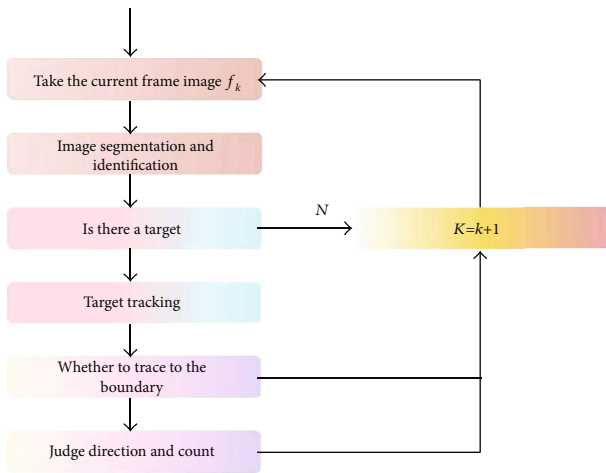 Take the current frame image fk
Image segmentation and
identification
Is there a target
N
K=k+1
Target tracking
Whether to trace to the
boundary
Judge direction and count